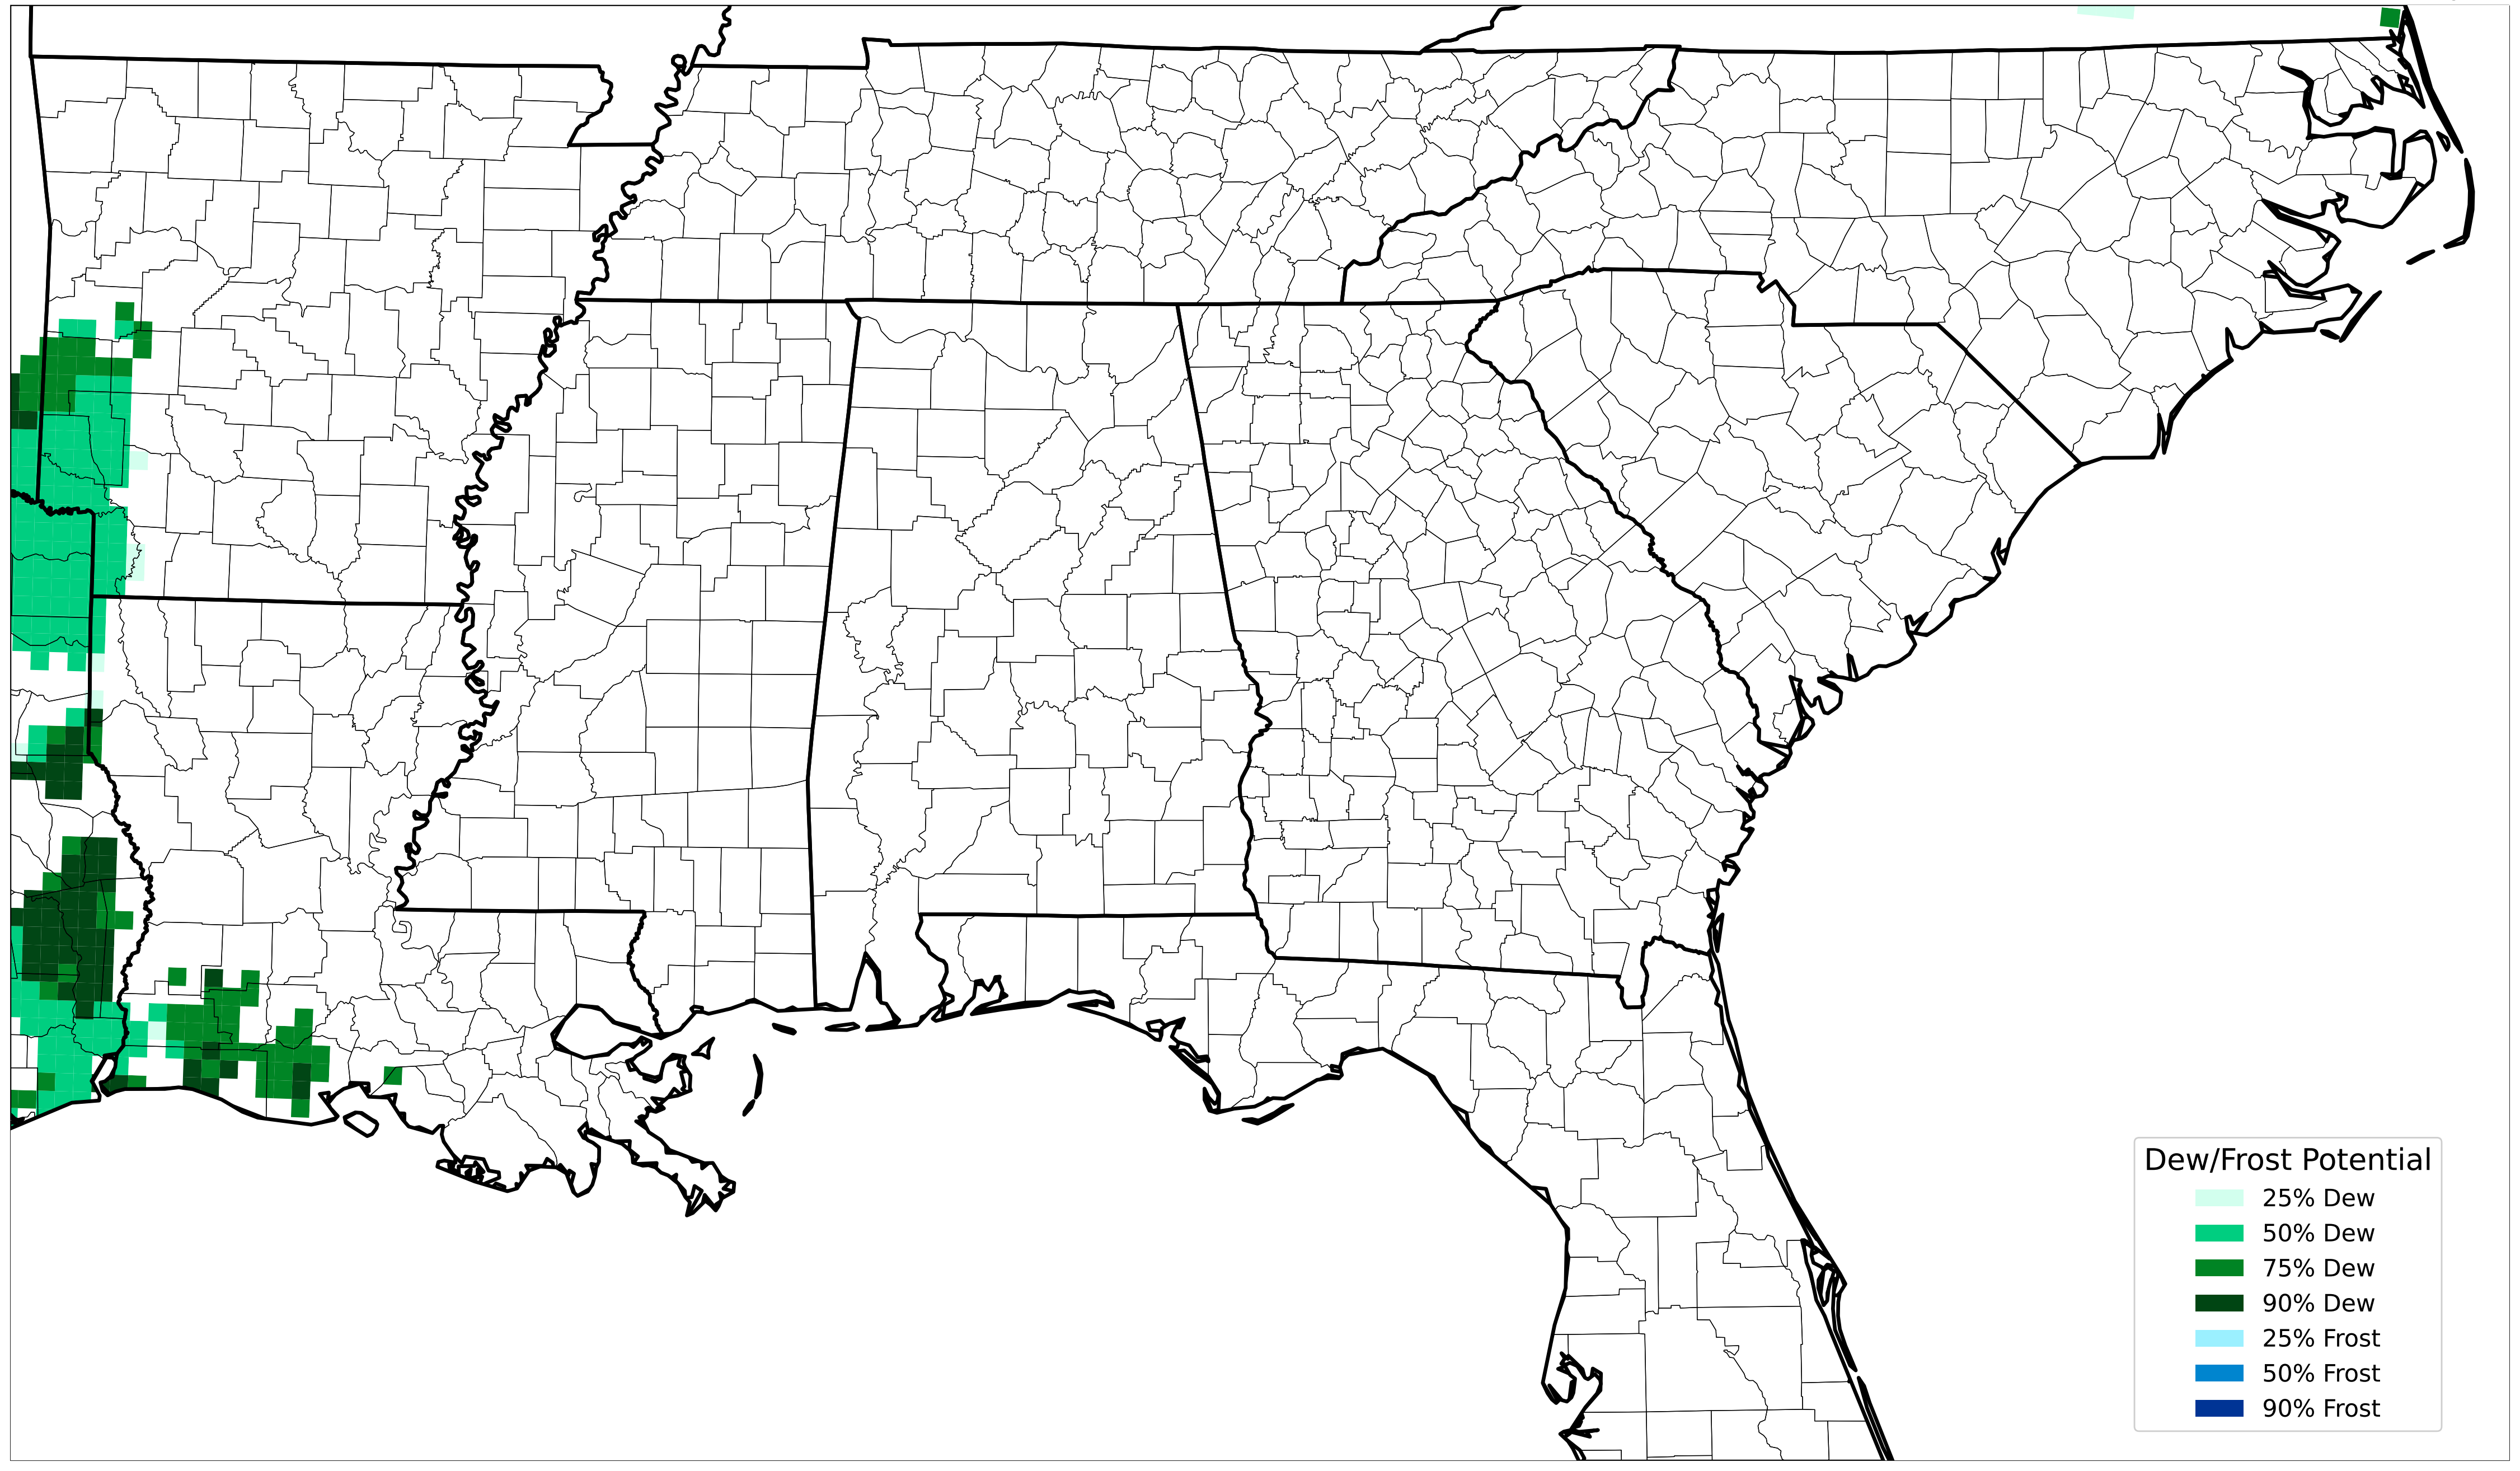 Dew/Frost Potential
25% Dew
50% Dew
75% Dew
90% Dew
25% Frost
50% Frost
90% Frost